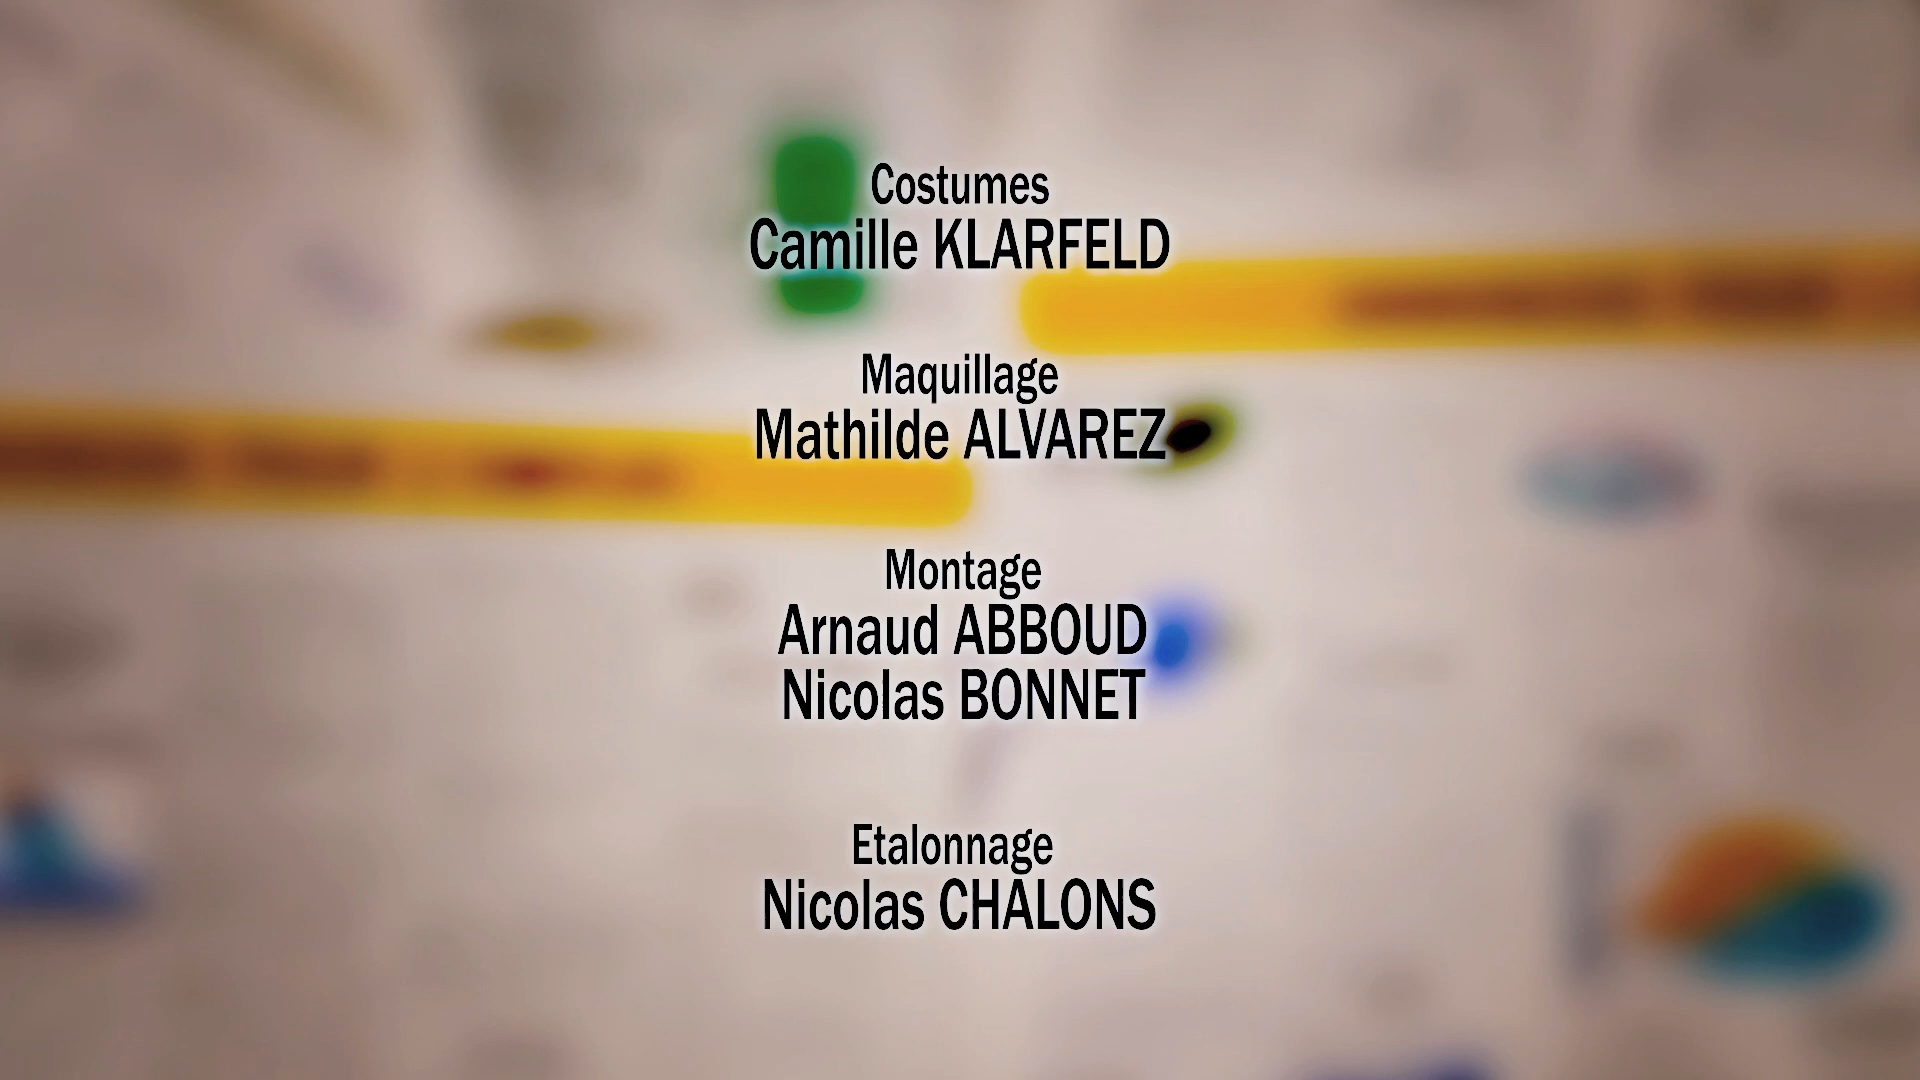 Costumes
Camille KLARFELD
Maquillage
Mathilde ALVAREZ
Montage
Arnaud ABBOUD
Nicolas BONNET
Etalonnage
Nicolas CHALONS